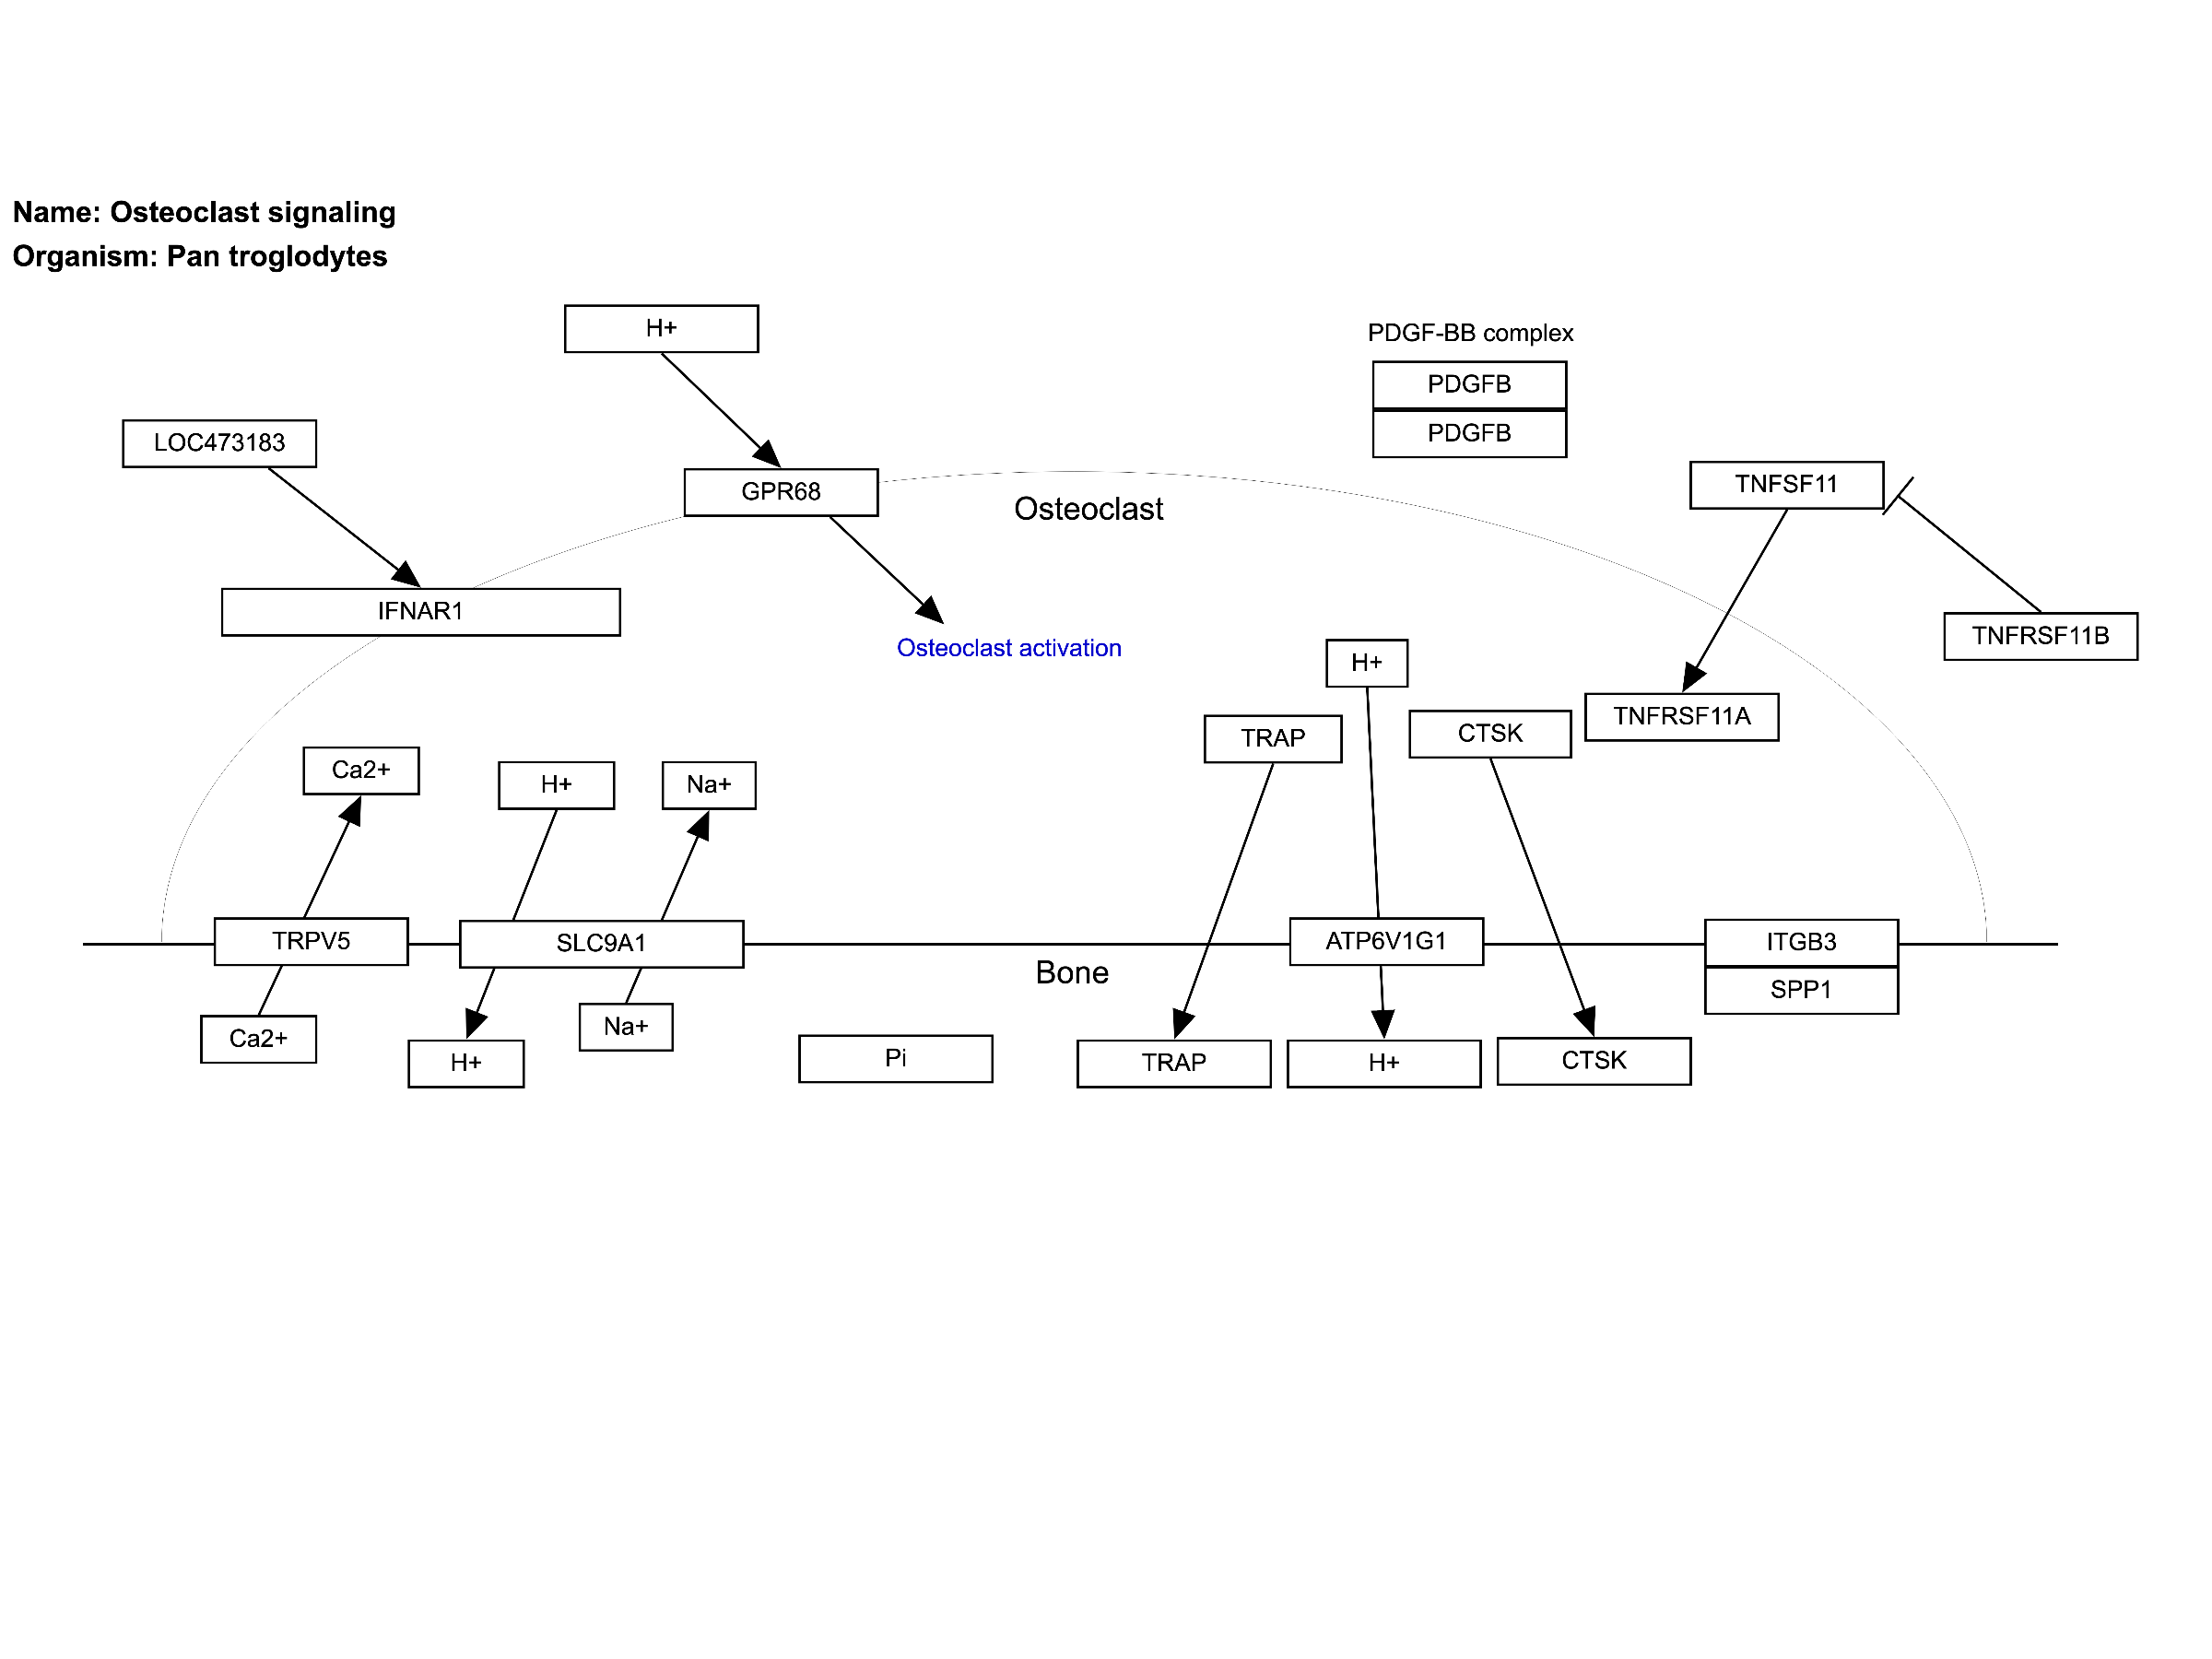 Name: Osteoclast signaling
Organism: Pan troglodytes
H+
PDGF-BB complex
PDGFB
PDGFB
LOC473183
TNFSF11
GPR68
Osteoclast
IFNAR1
TNFRSF11B
Osteoclast activation
H+
TNFRSF11A
TRAP
CTSK
Ca2+
H+
Na+
TRPV5
SLC9A1
ATP6V1G1
ITGB3
Bone
SPP1
Ca2+
Na+
H+
Pi
TRAP
H+
CTSK